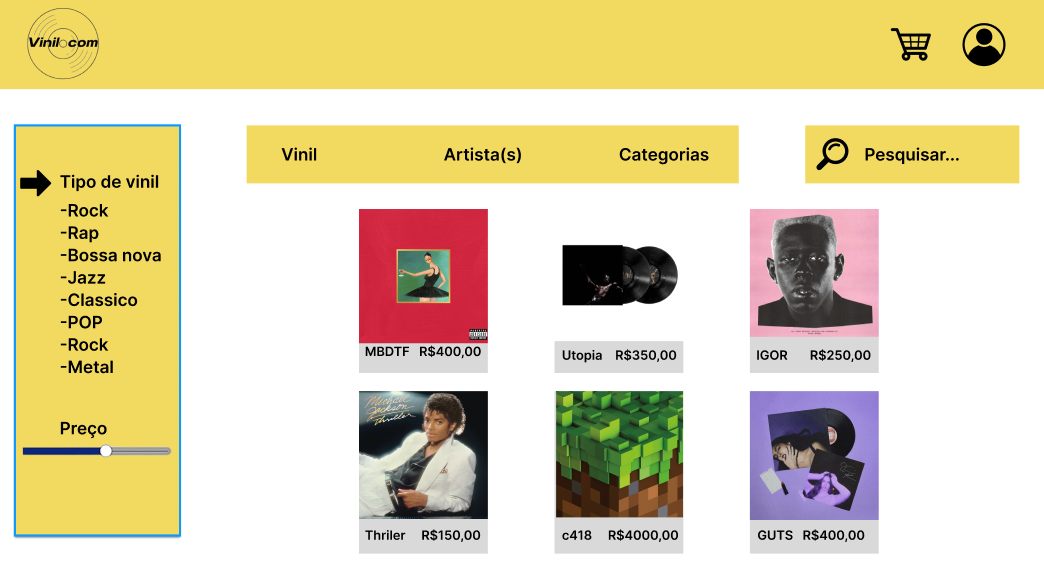 Vinil.com
Vinil
Artista(s)
Categorias
Pesquisar...
Tipo de vinil
-Rock
-Rap
-Bossa nova
-Jazz
-Classico
-POP
-Rock
-Metal
Preço
MBDTF R$400,00
Utopia R$350,00
IGOR R$250,00
Michael
Jackson
Thriller
Thriler R$150,00
c418 R$4000,00
GUTS R$400,00